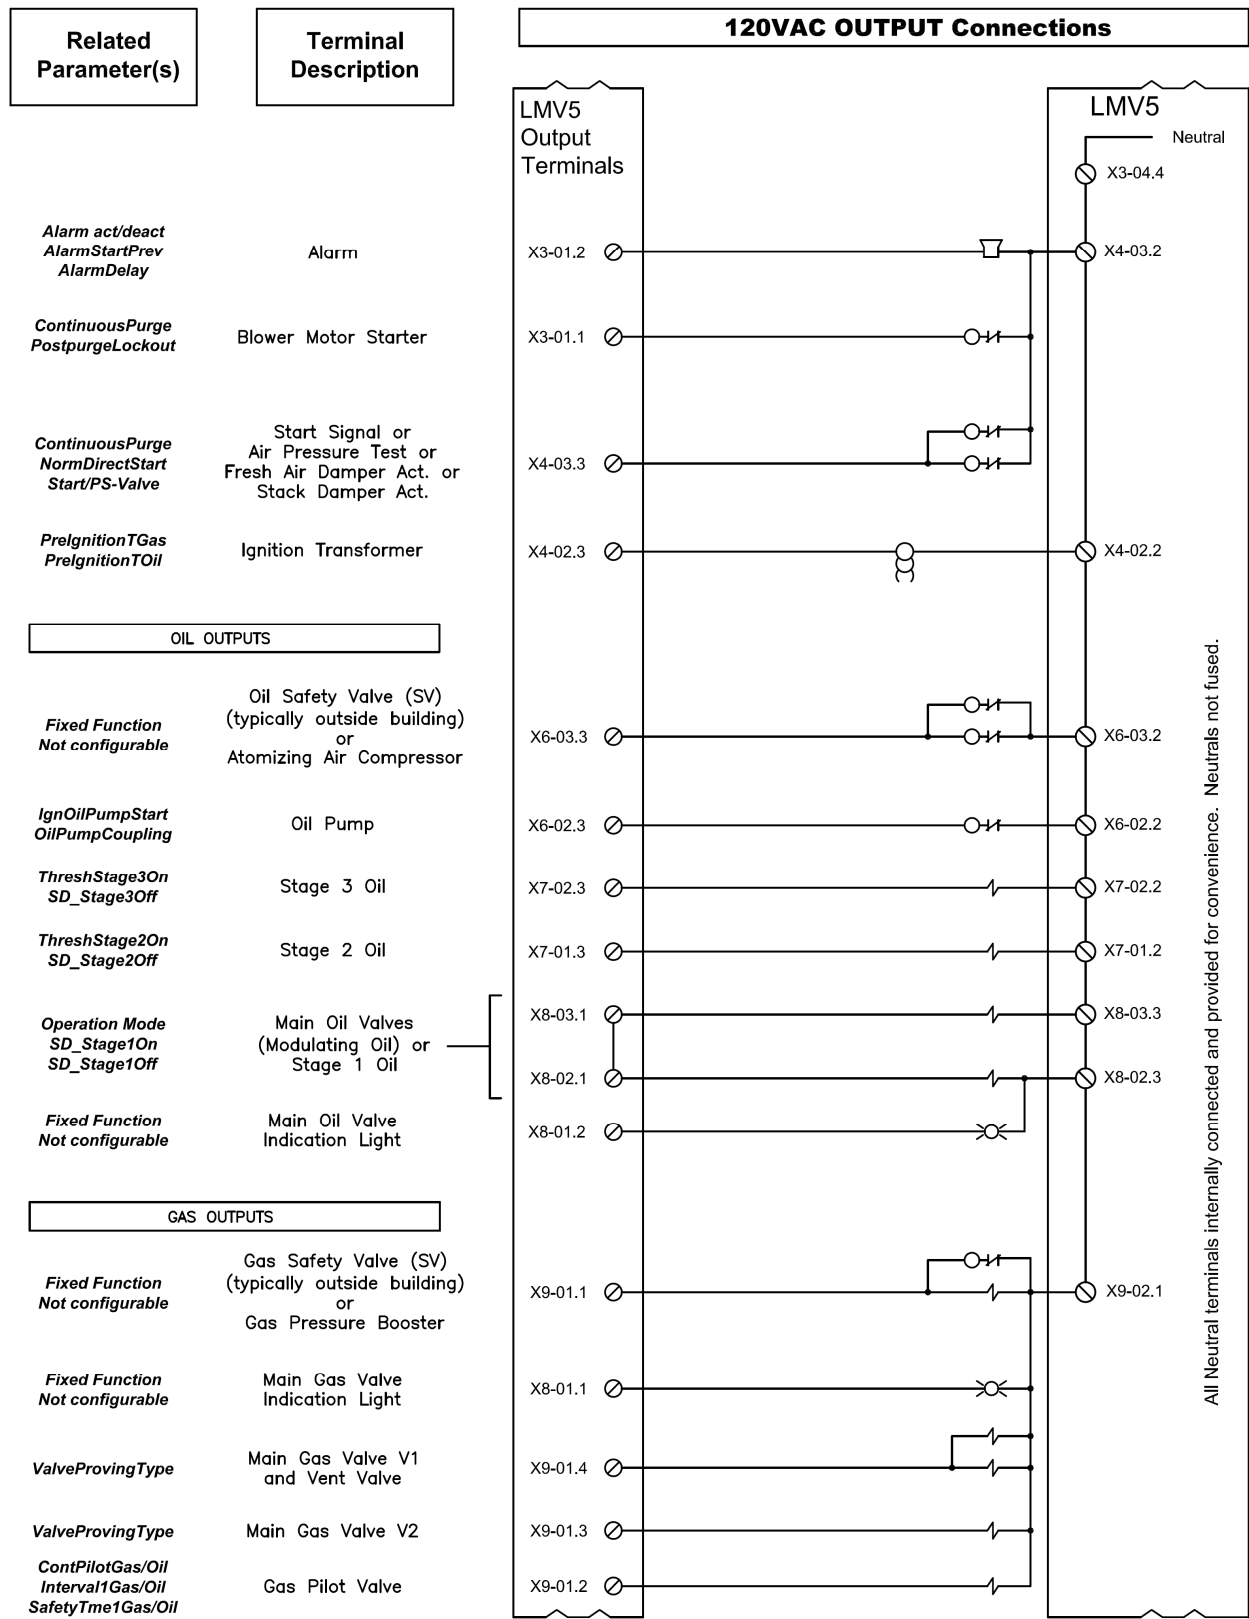 Related
Parameter(s)
Terminal
Description
120VAC OUTPUT Connections
LMV5
Output
Terminals
LMV5
Neutral
X3-04.4
Alarm act/deact
AlarmStartPrev
AlarmDelay
Alarm
X3-01.2
X4-03.2
ContinuousPurge
PostpurgeLockout
Blower Motor Starter
X3-01.1
ContinuousPurge
NormDirectStart
Start/PS-Valve
Start Signal or
Air Pressure Test or
Fresh Air Damper Act. or
Stack Damper Act.
X4-03.3
PreIgnitionTGas
PreIgnitionTOil
Ignition Transformer
X4-02.3
X4-02.2
OIL OUTPUTS
Fixed Function
Not configurable
Oil Safety Valve (SV)
(typically outside building)
or
Atomizing Air Compressor
X6-03.3
X6-03.2
IgnOilPumpStart
OilPumpCoupling
Oil Pump
X6-02.3
X6-02.2
ThreshStage3On
SD_Stage3Off
Stage 3 Oil
X7-02.3
X7-02.2
ThreshStage2On
SD_Stage2Off
Stage 2 Oil
X7-01.3
X7-01.2
Operation Mode
SD_Stage1On
SD_Stage1Off
Main Oil Valves
(Modulating Oil) or
Stage 1 Oil
X8-03.1
X8-03.3
X8-02.1
X8-02.3
Fixed Function
Not configurable
Main Oil Valve
Indication Light
X8-01.2
GAS OUTPUTS
Fixed Function
Not configurable
Gas Safety Valve (SV)
(typically outside building)
or
Gas Pressure Booster
X9-01.1
X9-02.1
Fixed Function
Not configurable
Main Gas Valve
Indication Light
X8-01.1
ValveProvingType
Main Gas Valve V1
and Vent Valve
X9-01.4
ValveProvingType
Main Gas Valve V2
X9-01.3
ContPilotGas/Oil
Interval1Gas/Oil
SafetyTme1Gas/Oil
Gas Pilot Valve
X9-01.2
All Neutral terminals internally connected and provided for convenience. Neutrals not fused.